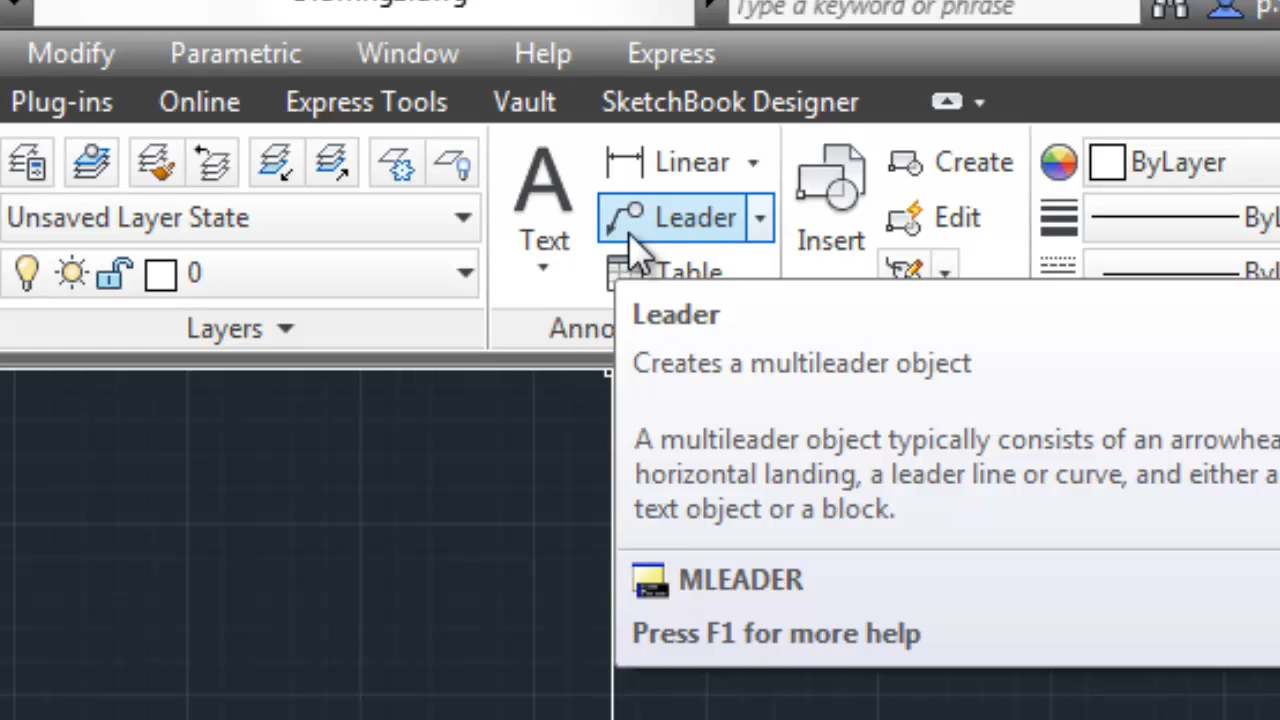 Type a keyword or phrase
Modify Parametric Window Help Express
Plug-ins Online Express Tools Vault SketchBook Designer
Linear Create ByLayer
Unsaved Layer State Leader Edit
Text Insert
0 Table
Layers
Leader
Creates a multileader object
A multileader object typically consists of an
horizontal landing, a leader line or curve, and either a
text object or a block.
MLEADER
Press F1 for more help